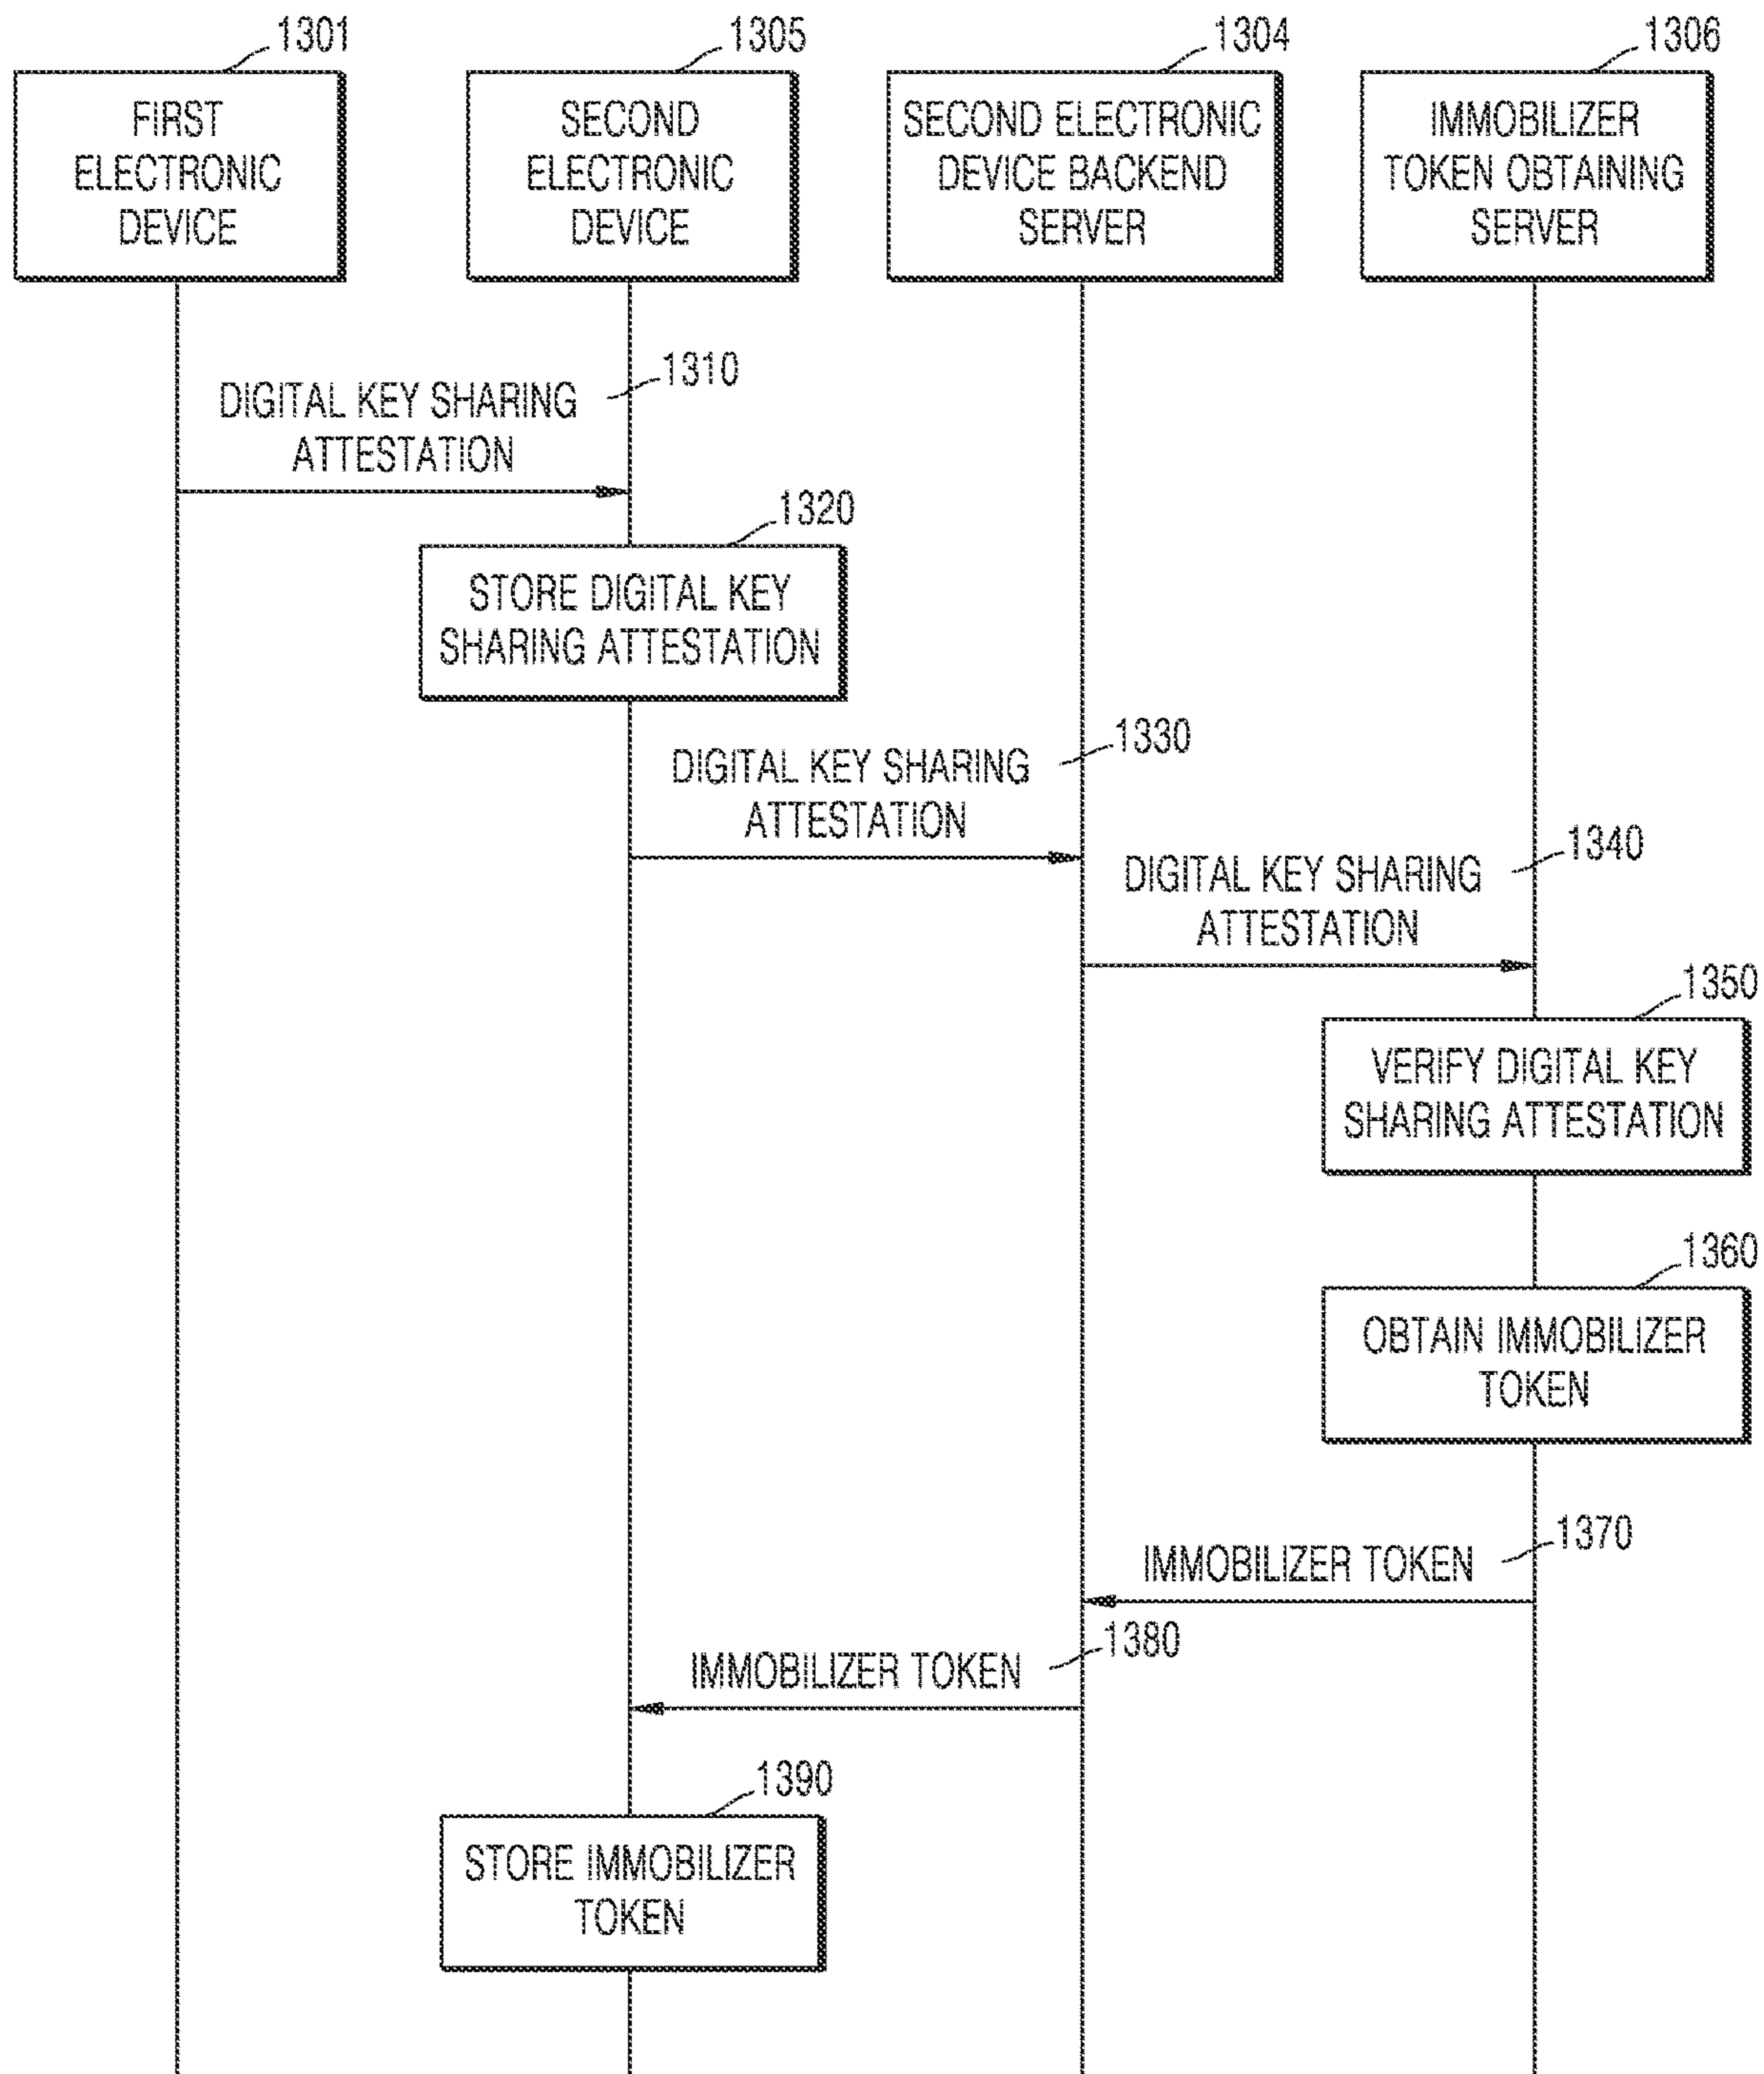 1301
1305
1304
1306
FIRST
ELECTRONIC
DEVICE
SECOND
ELECTRONIC
DEVICE
SECOND ELECTRONIC
DEVICE BACKEND
SERVER
IMMOBILIZER
TOKEN OBTAINING
SERVER
1310
DIGITAL KEY SHARING
ATTESTATION
1320
STORE DIGITAL KEY
SHARING ATTESTATION
1330
DIGITAL KEY SHARING
ATTESTATION
1340
DIGITAL KEY SHARING
ATTESTATION
1350
VERIFY DIGITAL KEY
SHARING ATTESTATION
1360
OBTAIN IMMOBILIZER
TOKEN
1370
IMMOBILIZER TOKEN
1380
IMMOBILIZER TOKEN
1390
STORE IMMOBILIZER
TOKEN